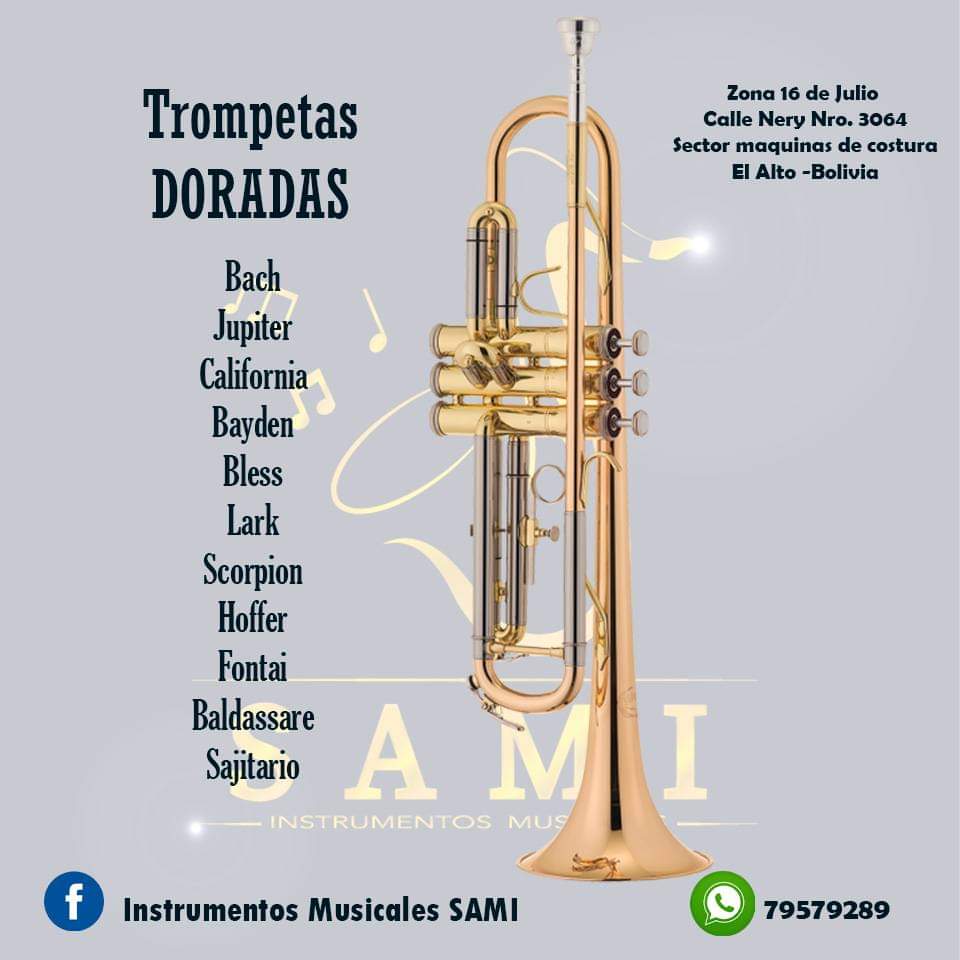 Trompetas
DORADAS
Zona 16 de Julio
Calle Nery Nro. 3064
Sector maquinas de costura
El Alto -Bolivia
Bach
Jupiter
California
Bayden
Bless
Lark
Scorpion
Hoffer
Fontai
Baldassare
Sajitario
SAMI
INSTRUMENTOS
Instrumentos Musicales SAMI
79579289